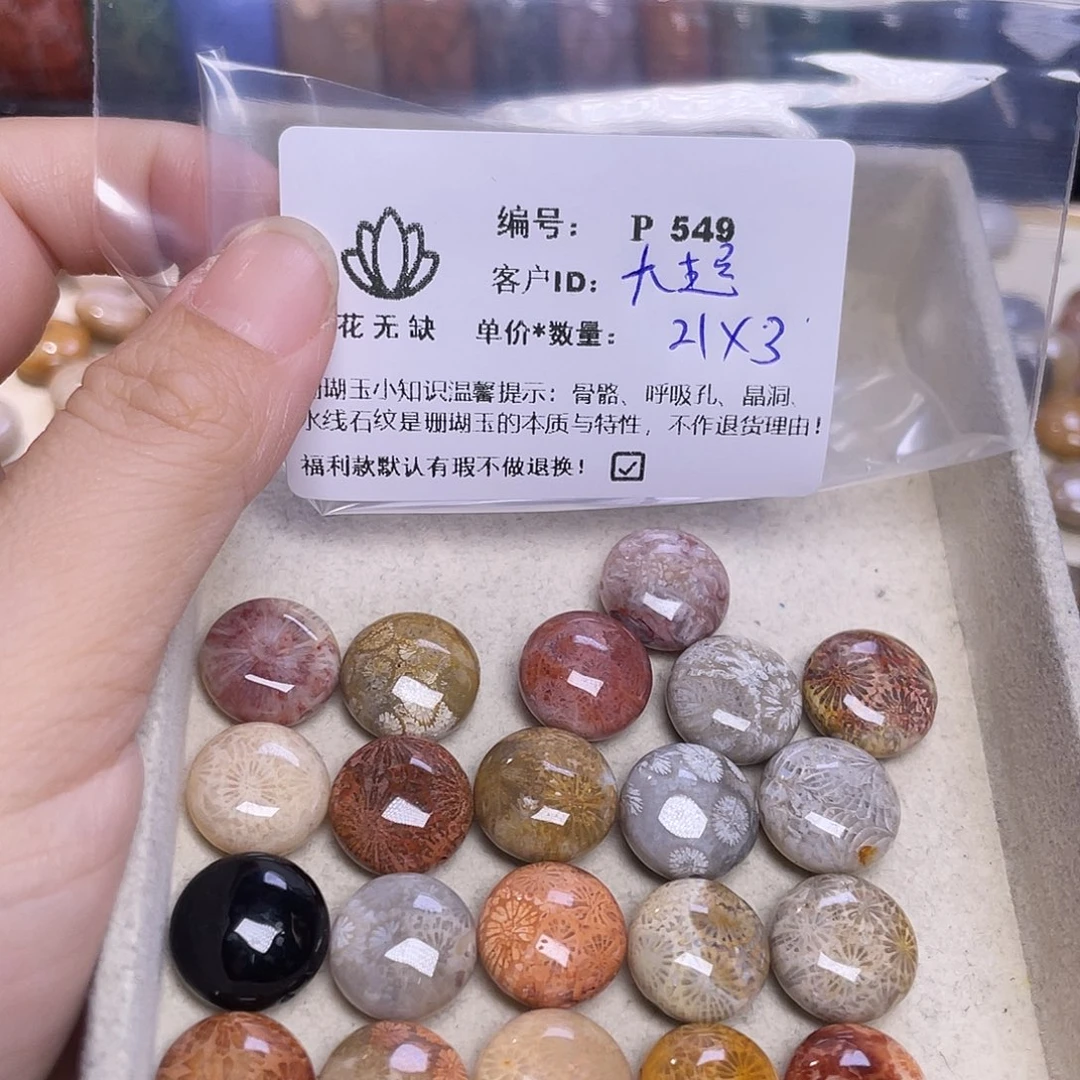 编号： P 549
客户ID：
花无缺 单价*数量： 21X3
瑚玉小知识温馨提示：骨骼、呼吸孔、晶洞、
水线石纹是珊瑚玉的本质与特性，不作退货理由！
福利款默认有瑕不做退换！